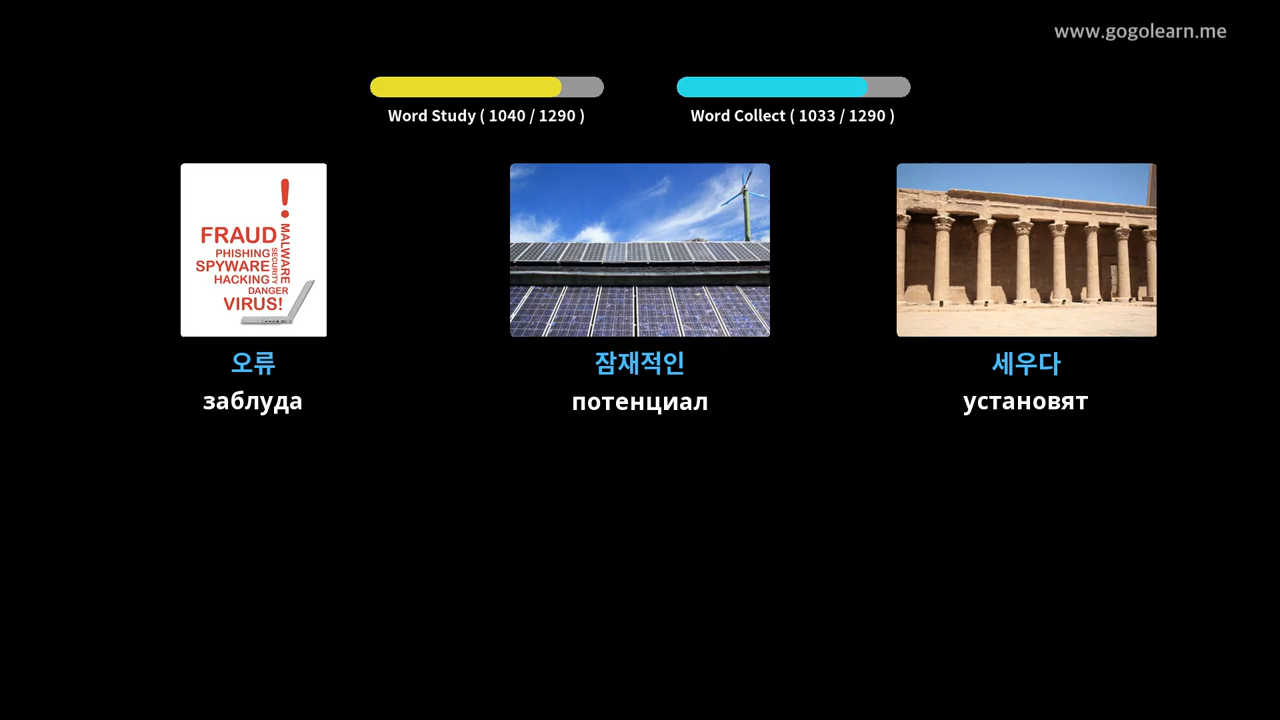 www.gogolearn.me
Word Study ( 1040 / 1290 )
Word Collect ( 1033 / 1290 )
!
FRAUD
MALWARE
PHISHING
SECURITY
SPYWARE
HACKING
DANGER
VIRUS!
오류
잠재적인
세우다
заблуда
потенциал
установят